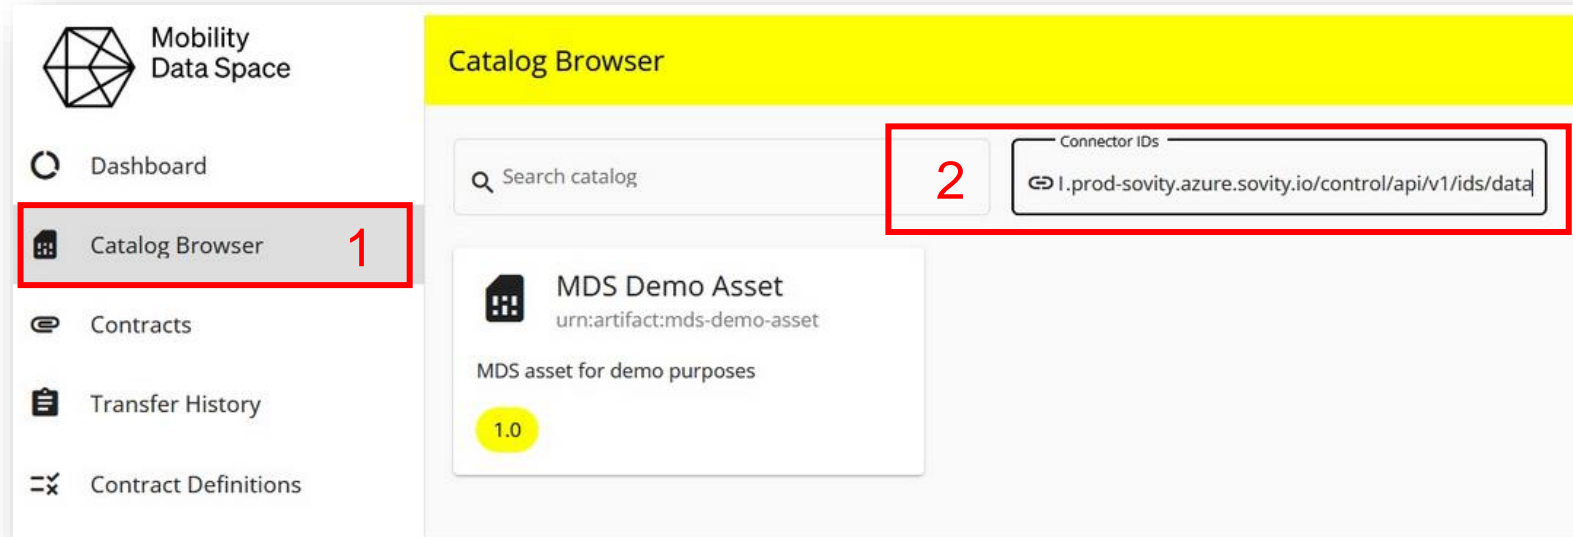 Mobility
Data Space
Catalog Browser
Dashboard
Search catalog
2
Connector IDs
l.prod-sovity.azure.sovity.io/control/api/v1/ids/data
Catalog Browser
1
MDS Demo Asset
urn:artifact:mds-demo-asset
Contracts
MDS asset for demo purposes
Transfer History
1.0
Contract Definitions